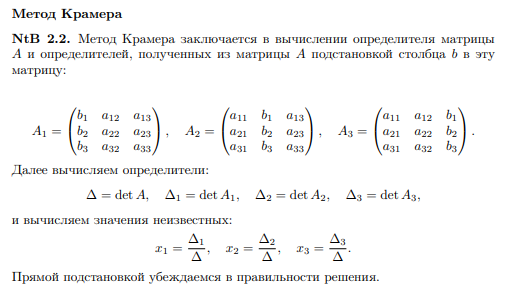 Метод Крамера
NtB 2.2. Метод Крамера заключается в вычислении определителя матрицы
A и определителей, полученных из матрицы A подстановкой столбца b в эту
матрицу:
A₁ = (b₁ a₁₂ a₁₃; b₂ a₂₂ a₂₃; b₃ a₃₂ a₃₃), A₂ = (a₁₁ b₁ a₁₃; a₂₁ b₂ a₂₃; a₃₁ b₃ a₃₃), A₃ = (a₁₁ a₁₂ b₁; a₂₁ a₂₂ b₂; a₃₁ a₃₂ b₃).
Далее вычисляем определители:
Δ = det A, Δ₁ = det A₁, Δ₂ = det A₂, Δ₃ = det A₃,
и вычисляем значения неизвестных:
x₁ = Δ₁/Δ, x₂ = Δ₂/Δ, x₃ = Δ₃/Δ.
Прямой подстановкой убеждаемся в правильности решения.